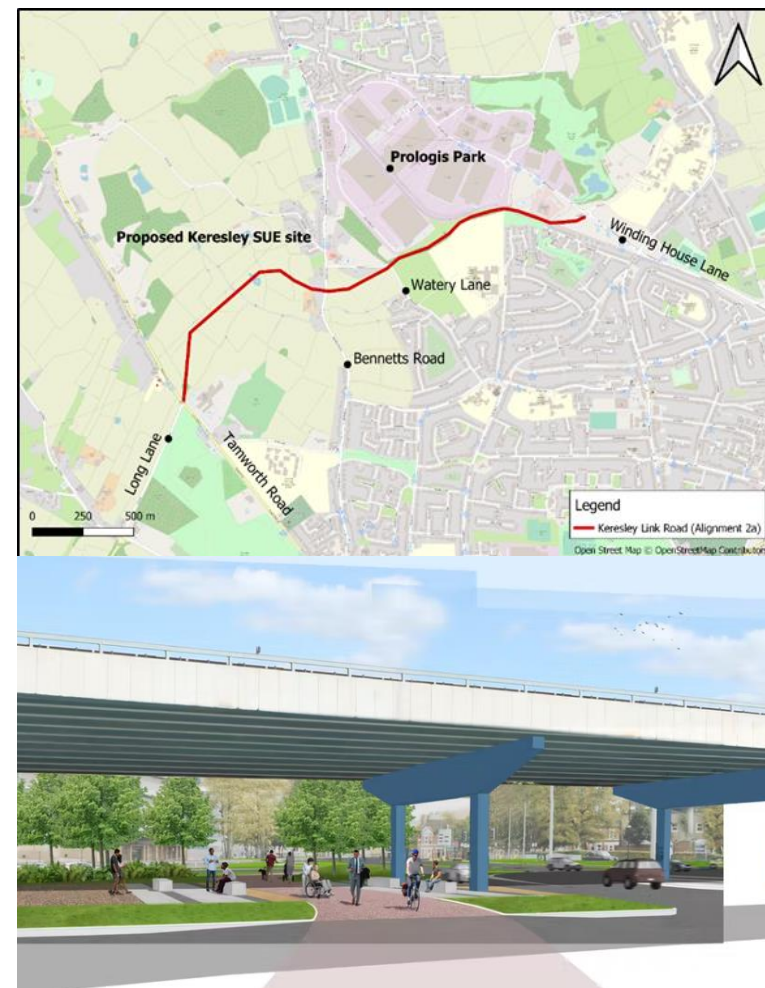 Prologis Park
Proposed Keresley SUE site
Winding House Lane
Watery Lane
Bennetts Road
Long Lane
Tamworth Road
0 250 500 m
Legend
Keresley Link Road (Alignment 2a)
Open Street Map © OpenStreetMap Contributors